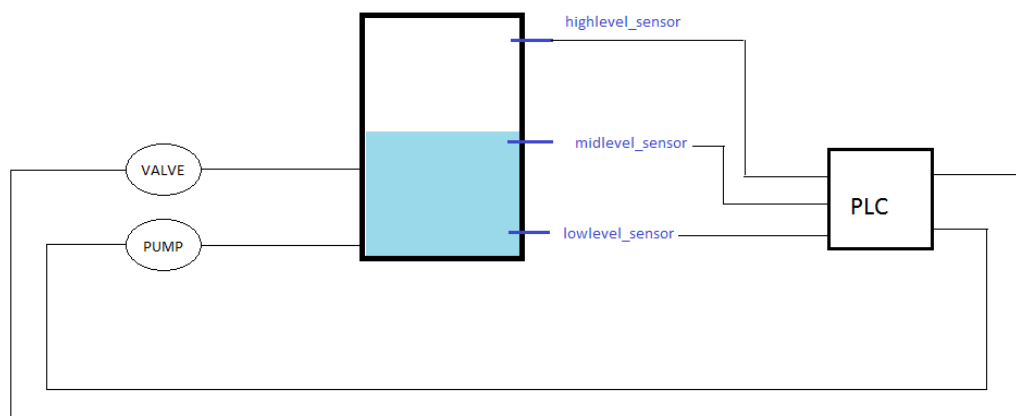 highlevel_sensor
midlevel_sensor
VALVE
PLC
lowlevel_sensor
PUMP